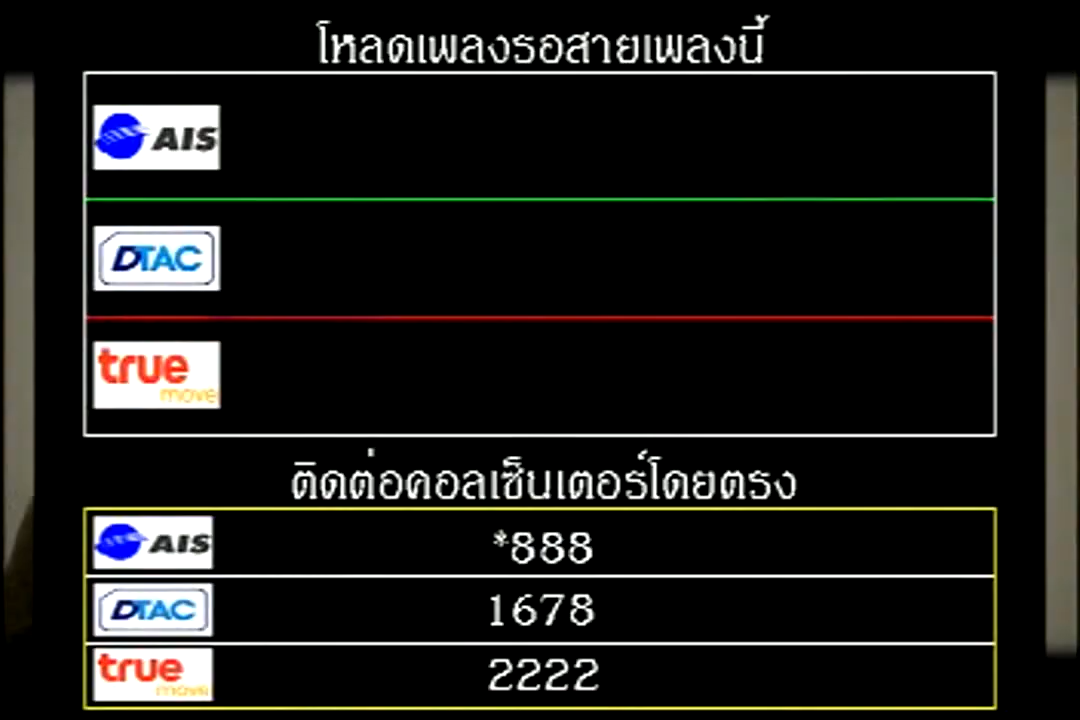 โหลดเพลงรอสายเพลงนี้
AIS
DTAC
true
move
ติดต่อคอลเซ็นเตอร์โดยตรง
AIS *888
DTAC 1678
true move 2222